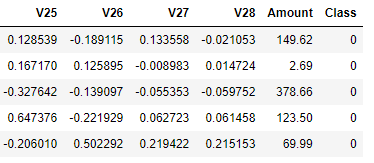 V25 V26 V27 V28 Amount Class
0.128539 -0.189115 0.133558 -0.021053 149.62 0
0.167170 0.125895 -0.008983 0.014724 2.69 0
-0.327642 -0.139097 -0.055353 -0.059752 378.66 0
0.647376 -0.221929 0.062723 0.061458 123.50 0
-0.206010 0.502292 0.219422 0.215153 69.99 0